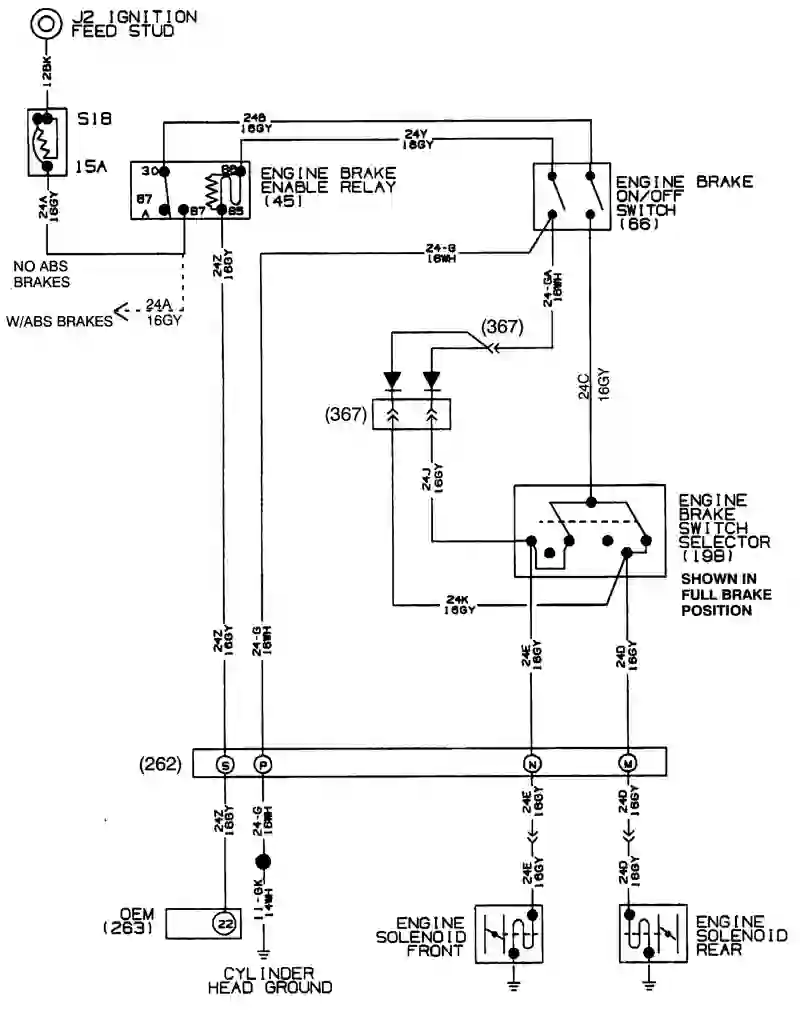 J2 IGNITION
FEED STUD
12BK
S18
15A
24A
16GY
24B
16GY
24Y
16GY
30
86
87
A
87
85
ENGINE BRAKE
ENABLE RELAY
(45)
ENGINE BRAKE
ON/OFF
SWITCH
(66)
24Z
16GY
24-G
16WH
24-GA
16WH
NO ABS
BRAKES
W/ABS BRAKES
24A
16GY
(367)
(367)
24C
16GY
24J
16GY
ENGINE
BRAKE
SWITCH
SELECTOR
(198)
SHOWN IN
FULL BRAKE
POSITION
24K
16GY
24Z
16GY
24-G
16WH
24E
16GY
24D
16GY
(262)
S
P
N
M
24Z
16GY
24-G
16WH
24E
16GY
24D
16GY
24E
16GY
24D
16GY
11-GK
14WH
OEM
(263)
22
CYLINDER
HEAD GROUND
ENGINE
SOLENOID
FRONT
ENGINE
SOLENOID
REAR